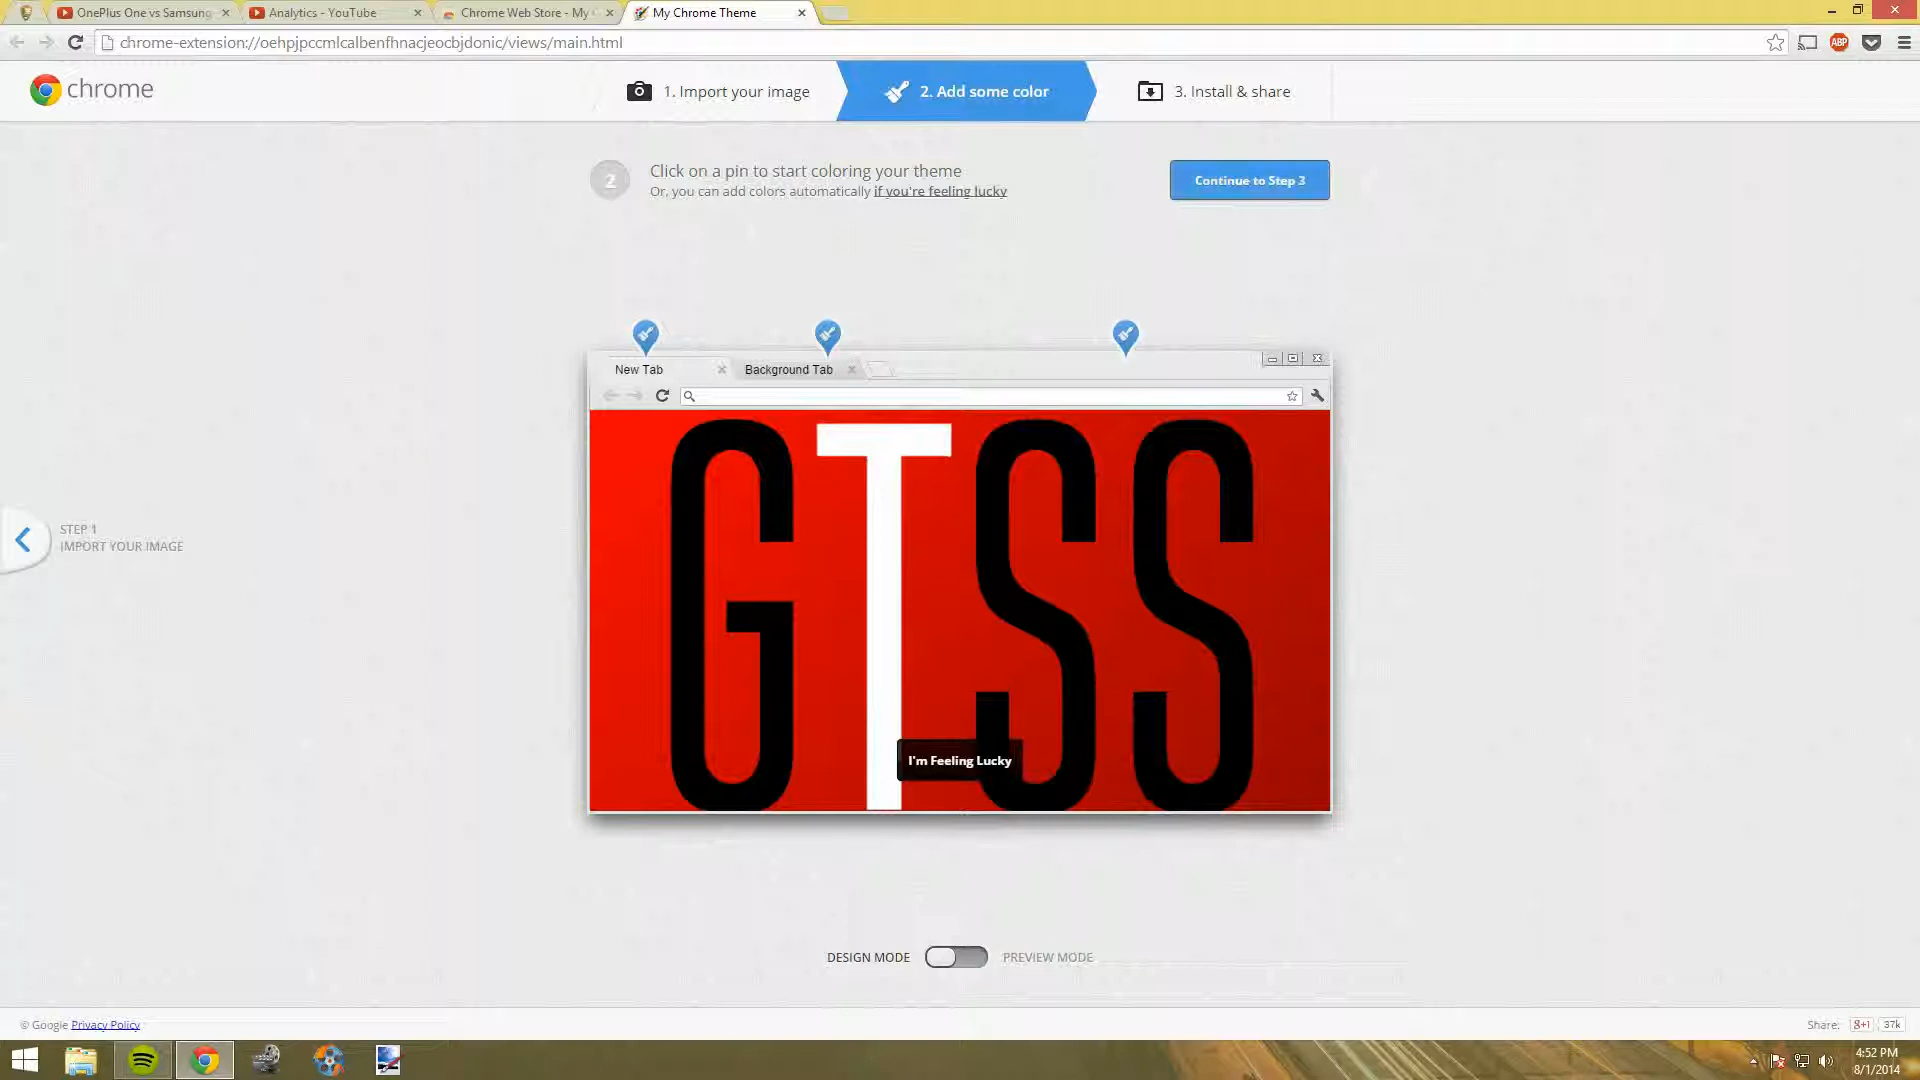 OnePlus One vs Samsung
Analytics - YouTube
Chrome Web Store - My
My Chrome Theme
chrome-extension://oehpjpccmlcalbenfhnacjeocbjdonic/views/main.html
ABP
chrome
1. Import your image
2. Add some color
3. Install & share
2
Click on a pin to start coloring your theme
Or, you can add colors automatically if you're feeling lucky
Continue to Step 3
New Tab
Background Tab
GTSS
I'm Feeling Lucky
STEP 1
IMPORT YOUR IMAGE
DESIGN MODE
PREVIEW MODE
© Google Privacy Policy
Share:
g+1
37k
4:52 PM
8/1/2014